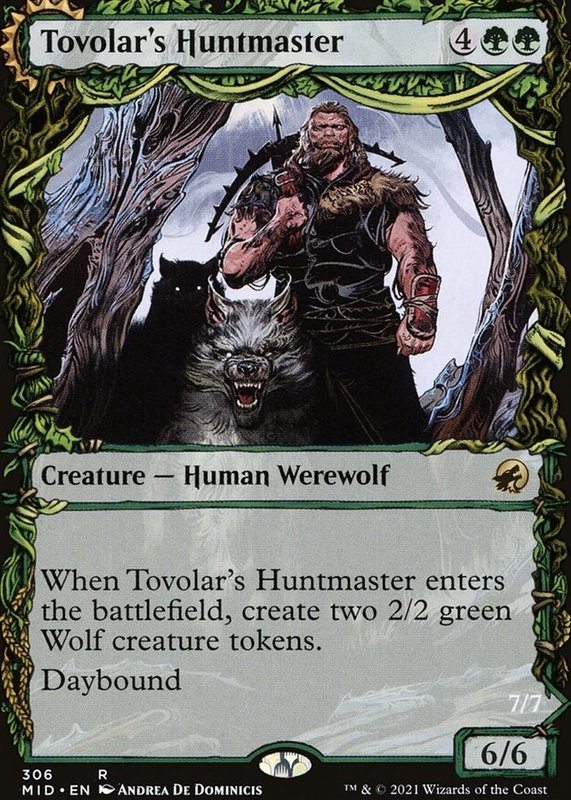 Tovolar's Huntmaster 4
Creature — Human Werewolf
When Tovolar's Huntmaster enters
the battlefield, create two 2/2 green
Wolf creature tokens.
Daybound
7/7
6/6
306 R
MID • EN Andrea De Dominicis
™ & © 2021 Wizards of the Coast